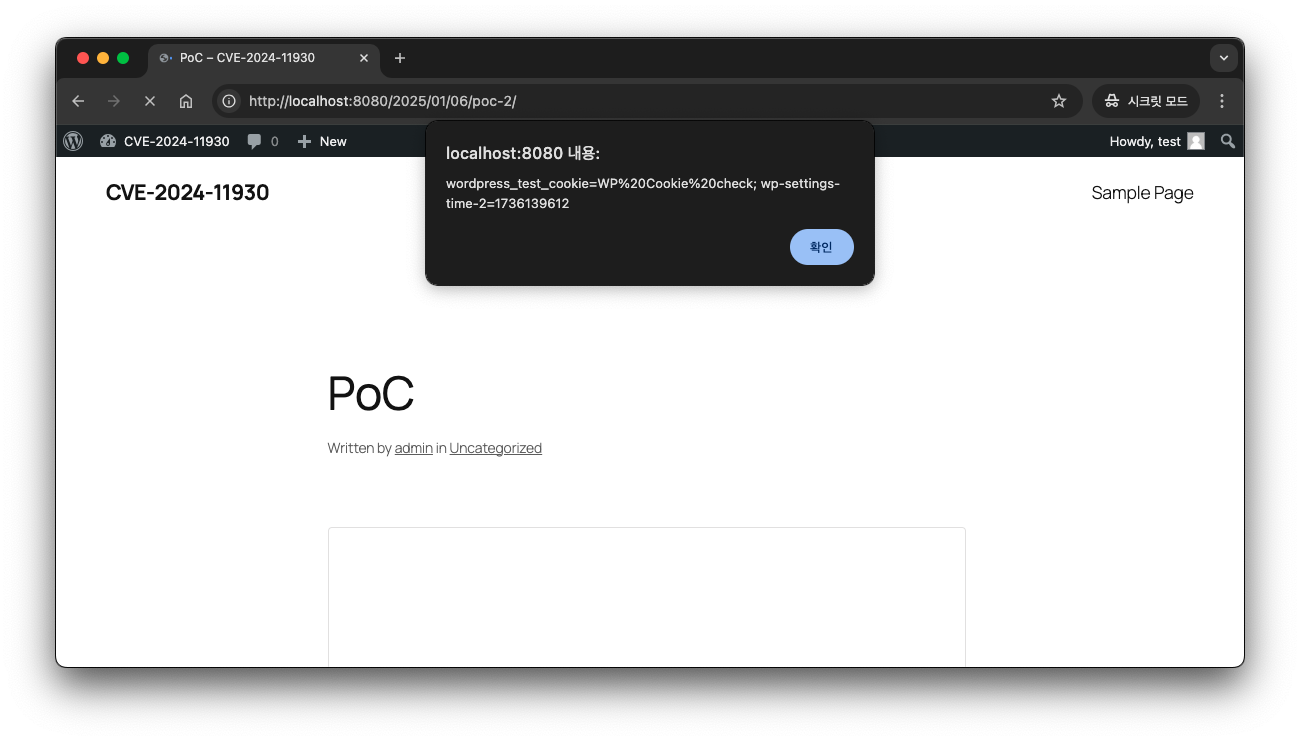 PoC – CVE-2024-11930
http://localhost:8080/2025/01/06/poc-2/
시크릿 모드
CVE-2024-11930 0 New
Howdy, test
localhost:8080 내용:
wordpress_test_cookie=WP%20Cookie%20check; wp-settings-
time-2=1736139612
확인
CVE-2024-11930
Sample Page
PoC
Written by admin in Uncategorized